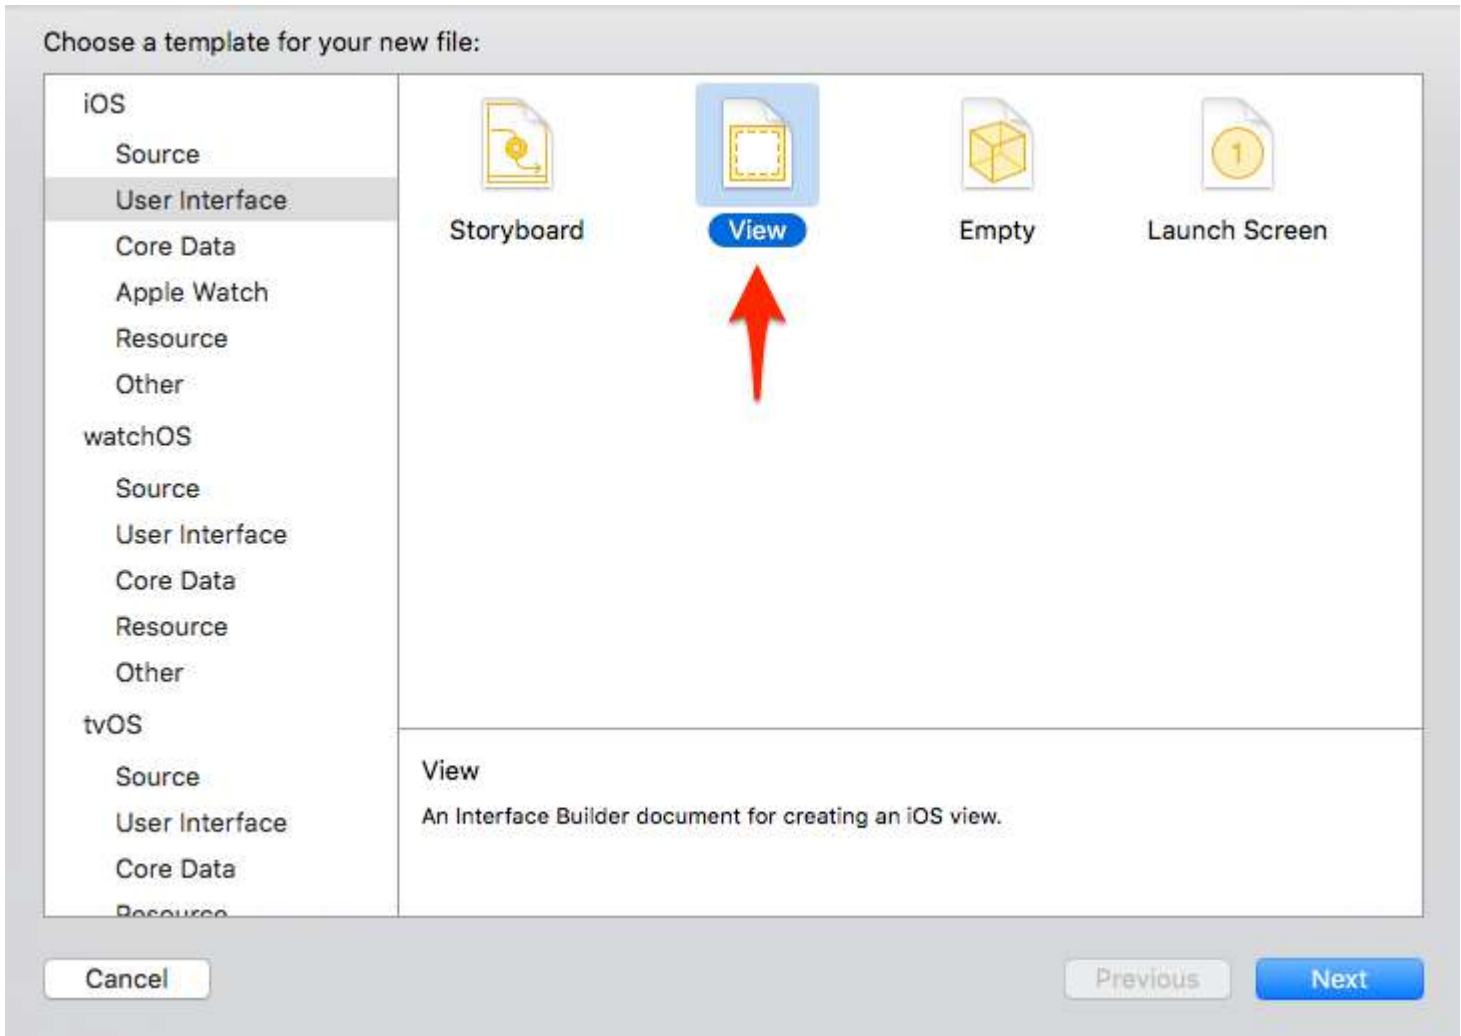 Choose a template for your new file:
iOS
Source
User Interface
Core Data
Apple Watch
Resource
Other
watchOS
Source
User Interface
Core Data
Resource
Other
tvOS
Source
User Interface
Core Data
Resource
Storyboard
View
Empty
1
Launch Screen
View
An Interface Builder document for creating an iOS view.
Cancel
Previous
Next